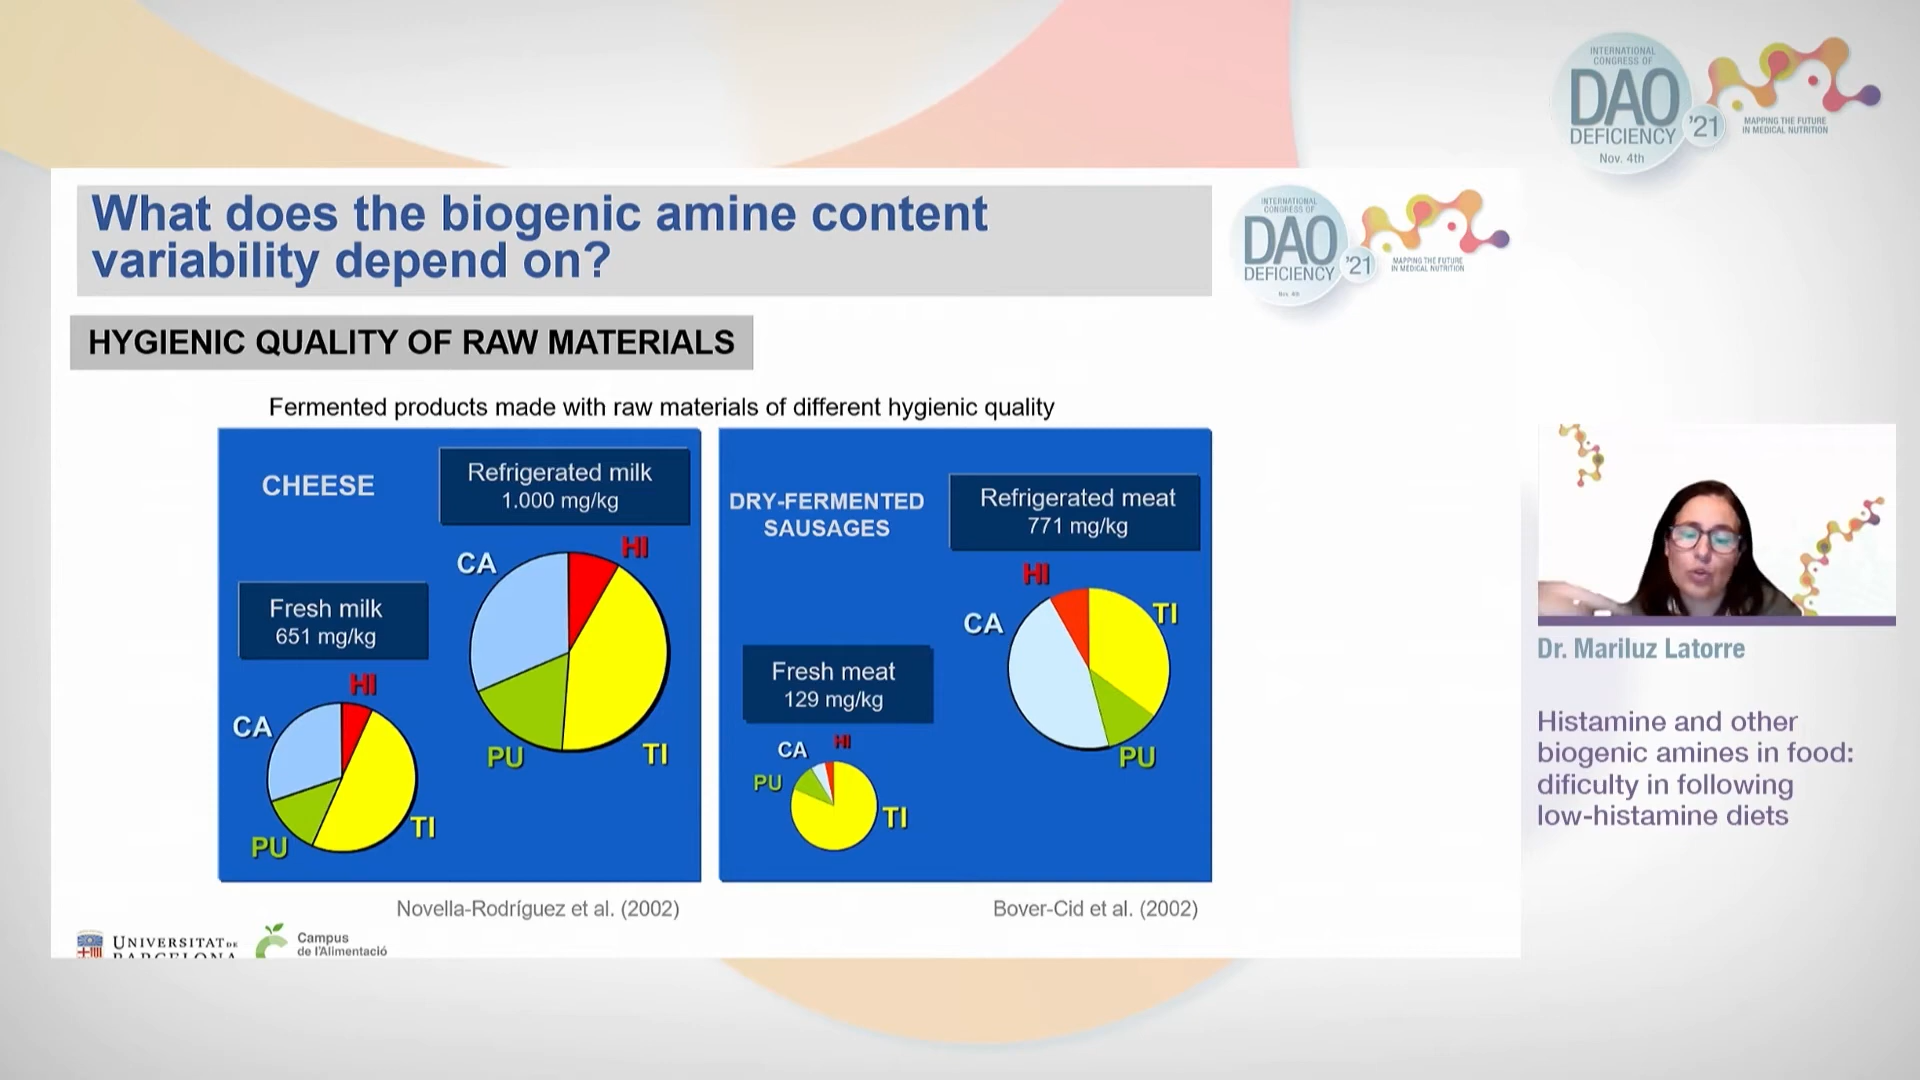 INTERNATIONAL
CONGRESS OF
DAO
DEFICIENCY
'21
Nov. 4th
MAPPING THE FUTURE
IN MEDICAL NUTRITION
What does the biogenic amine content
variability depend on?
INTERNATIONAL
CONGRESS OF
DAO
DEFICIENCY
'21
Nov. 4th
MAPPING THE FUTURE
IN MEDICAL NUTRITION
HYGIENIC QUALITY OF RAW MATERIALS
Fermented products made with raw materials of different hygienic quality
CHEESE
Refrigerated milk
1.000 mg/kg
HI
CA
PU
TI
Fresh milk
651 mg/kg
HI
CA
PU
TI
Novella-Rodríguez et al. (2002)
DRY-FERMENTED
SAUSAGES
Refrigerated meat
771 mg/kg
HI
TI
CA
PU
Fresh meat
129 mg/kg
CA
HI
PU
TI
Bover-Cid et al. (2002)
UNIVERSITAT DE
BARCELONA
Campus
de l'Alimentació
Dr. Mariluz Latorre
Histamine and other
biogenic amines in food:
dificulty in following
low-histamine diets